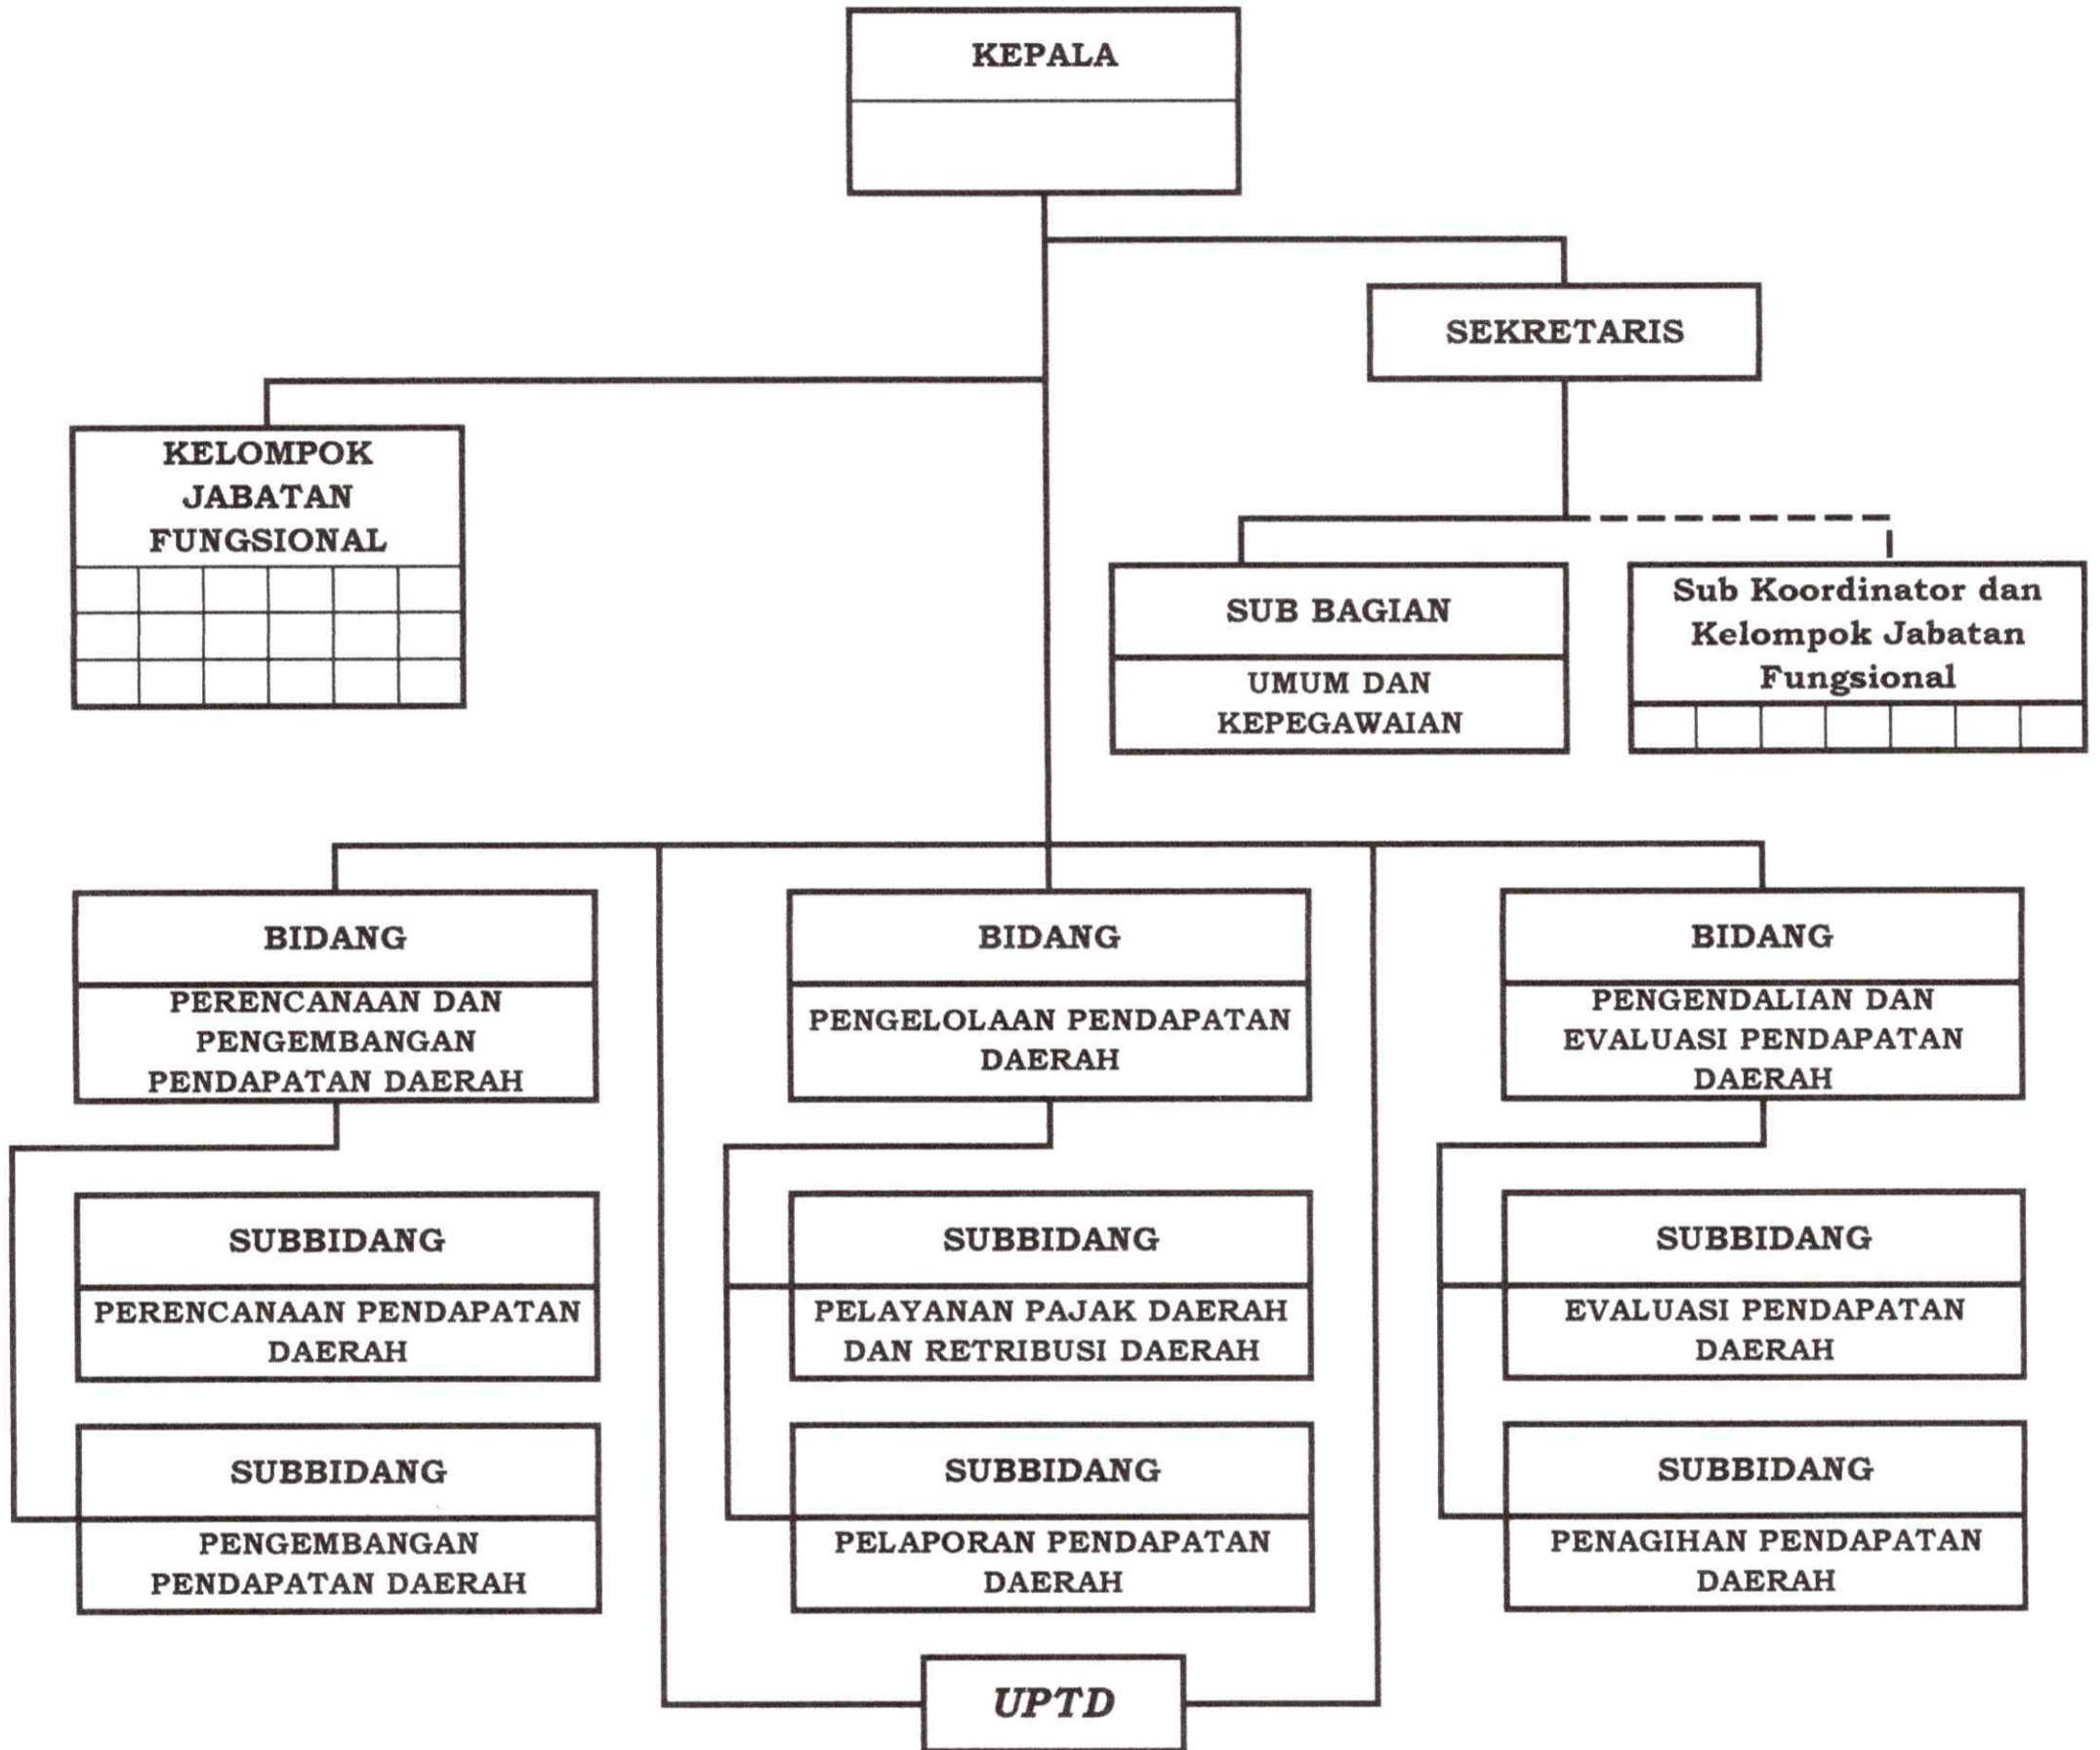 KEPALA
SEKRETARIS
KELOMPOK
JABATAN
FUNGSIONAL
SUB BAGIAN
UMUM DAN
KEPEGAWAIAN
Sub Koordinator dan
Kelompok Jabatan
Fungsional
BIDANG
PERENCANAAN DAN
PENGEMBANGAN
PENDAPATAN DAERAH
BIDANG
PENGELOLAAN PENDAPATAN
DAERAH
BIDANG
PENGENDALIAN DAN
EVALUASI PENDAPATAN
DAERAH
SUBBIDANG
PERENCANAAN PENDAPATAN
DAERAH
SUBBIDANG
PELAYANAN PAJAK DAERAH
DAN RETRIBUSI DAERAH
SUBBIDANG
EVALUASI PENDAPATAN
DAERAH
SUBBIDANG
PENGEMBANGAN
PENDAPATAN DAERAH
SUBBIDANG
PELAPORAN PENDAPATAN
DAERAH
SUBBIDANG
PENAGIHAN PENDAPATAN
DAERAH
UPTD